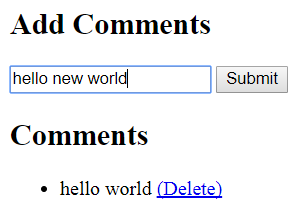 Add Comments
hello new world Submit
Comments
hello world (Delete)